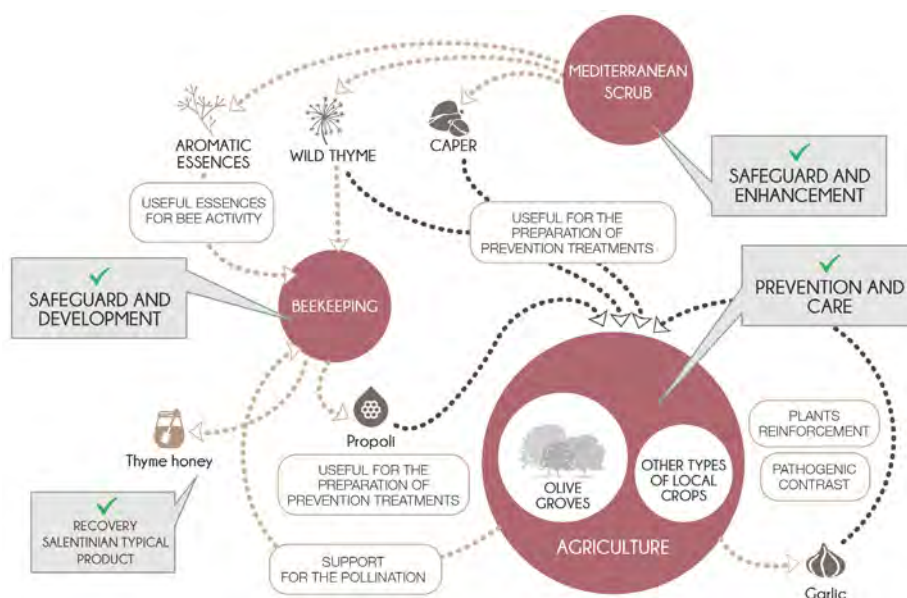 MEDITERRANEAN
SCRUB
AROMATIC
ESSENCES
WILD THYME
CAPER
SAFEGUARD AND
ENHANCEMENT
USEFUL ESSENCES
FOR BEE ACTIVITY
USEFUL FOR THE
PREPARATION OF
PREVENTION TREATMENTS
SAFEGUARD AND
DEVELOPMENT
BEEKEEPING
PREVENTION AND
CARE
Thyme honey
Propoli
USEFUL FOR THE
PREPARATION OF
PREVENTION TREATMENTS
PLANTS
REINFORCEMENT
PATHOGENIC
CONTRAST
OLIVE
GROVES
OTHER TYPES
OF LOCAL
CROPS
RECOVERY
SALENTINIAN TYPICAL
PRODUCT
SUPPORT
FOR THE POLLINATION
AGRICULTURE
Garlic